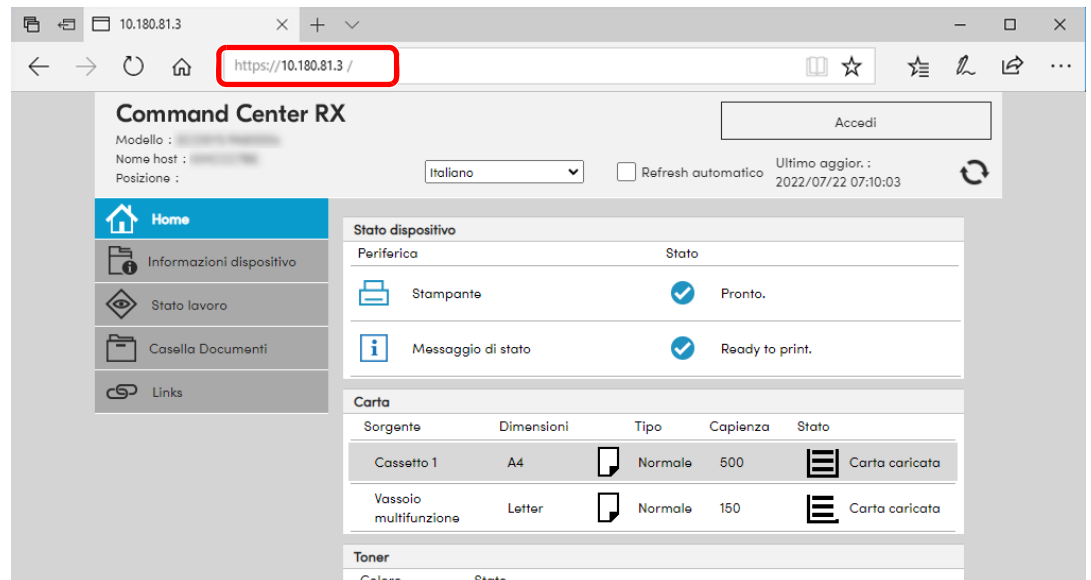 10.180.81.3
https://10.180.81.3 /
Command Center RX
Accedi
Modello :
Nome host :
Posizione :
Italiano
Refresh automatico
Ultimo aggior. :
2022/07/22 07:10:03
Home
Informazioni dispositivo
Stato lavoro
Casella Documenti
Links
Stato dispositivo
Periferica Stato
Stampante Pronto.
Messaggio di stato Ready to print.
Carta
Sorgente Dimensioni Tipo Capienza Stato
Cassetto 1 A4 Normale 500 Carta caricata
Vassoio
multifunzione Letter Normale 150 Carta caricata
Toner
Colore Stato